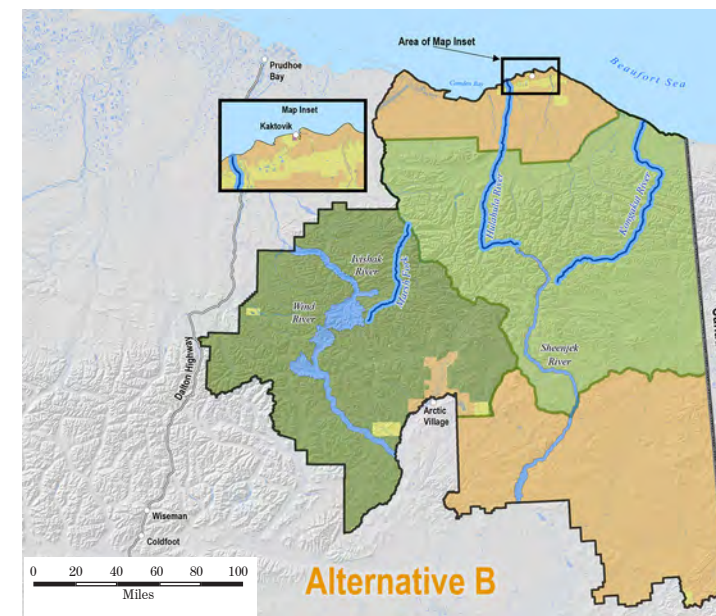 Area of Map Inset
Beaufort Sea
Prudhoe
Bay
Camden Bay
Map Inset
Kaktovik
Hulahula River
Kongakut River
Ivishak
River
Marsh Fork
Wind
River
Sheenjek
River
Dalton Highway
Arctic
Village
Wiseman
Coldfoot
0 20 40 60 80 100
Miles
Alternative B